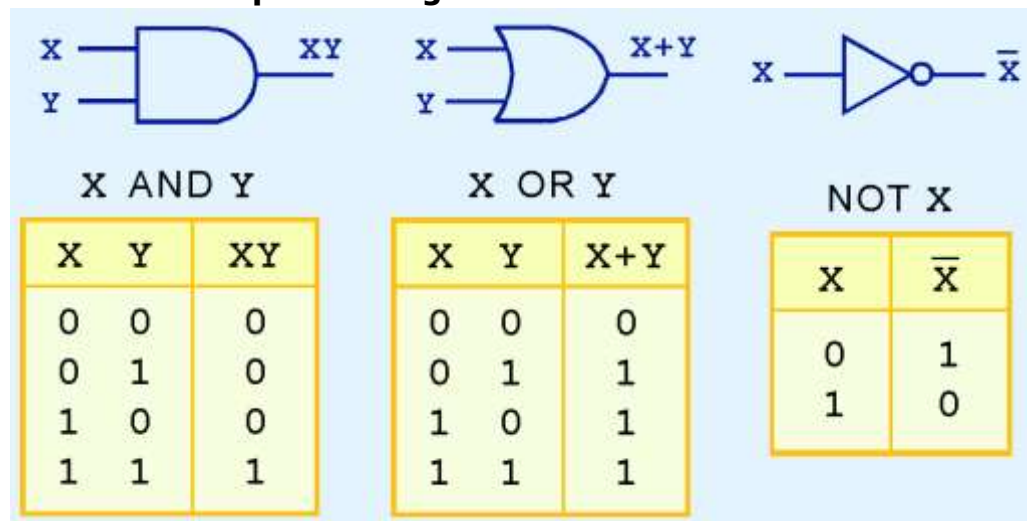 X
Y
XY
X
Y
X+Y
X
X̅
X AND Y
X OR Y
NOT X
X Y XY
0 0 0
0 1 0
1 0 0
1 1 1
X Y X+Y
0 0 0
0 1 1
1 0 1
1 1 1
X X̅
0 1
1 0